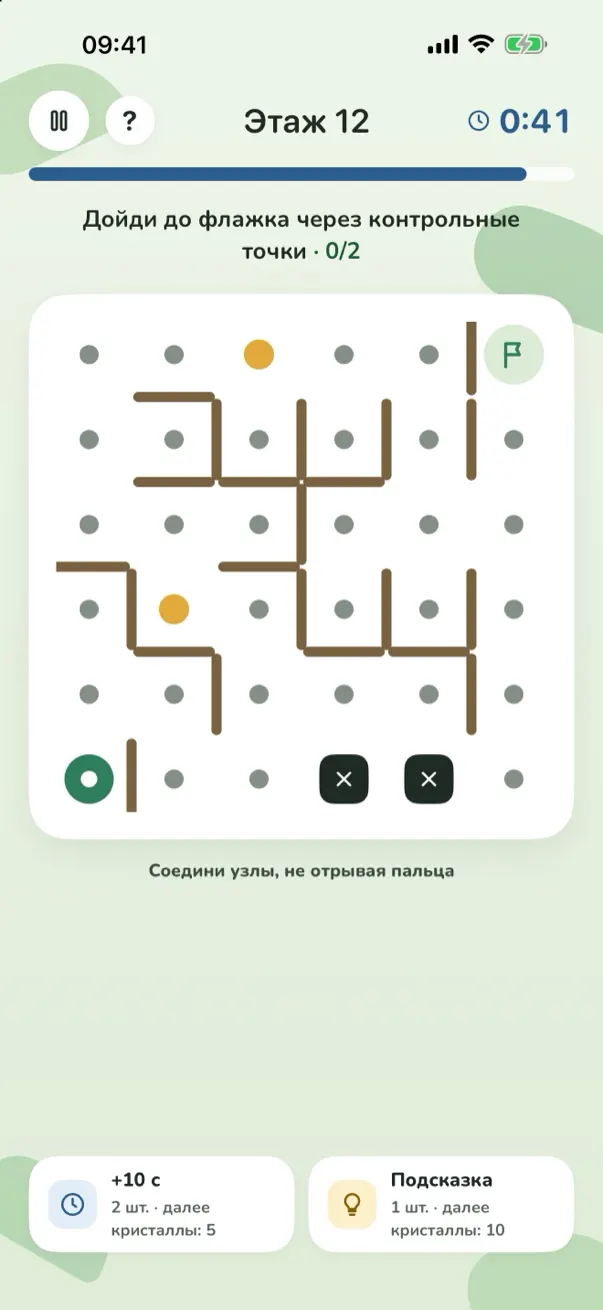 09:41
?
Этаж 12
0:41
Дойди до флажка через контрольные
точки · 0/2
Соедини узлы, не отрывая пальца
+10 с
2 шт. · далее
кристаллы: 5
Подсказка
1 шт. · далее
кристаллы: 10